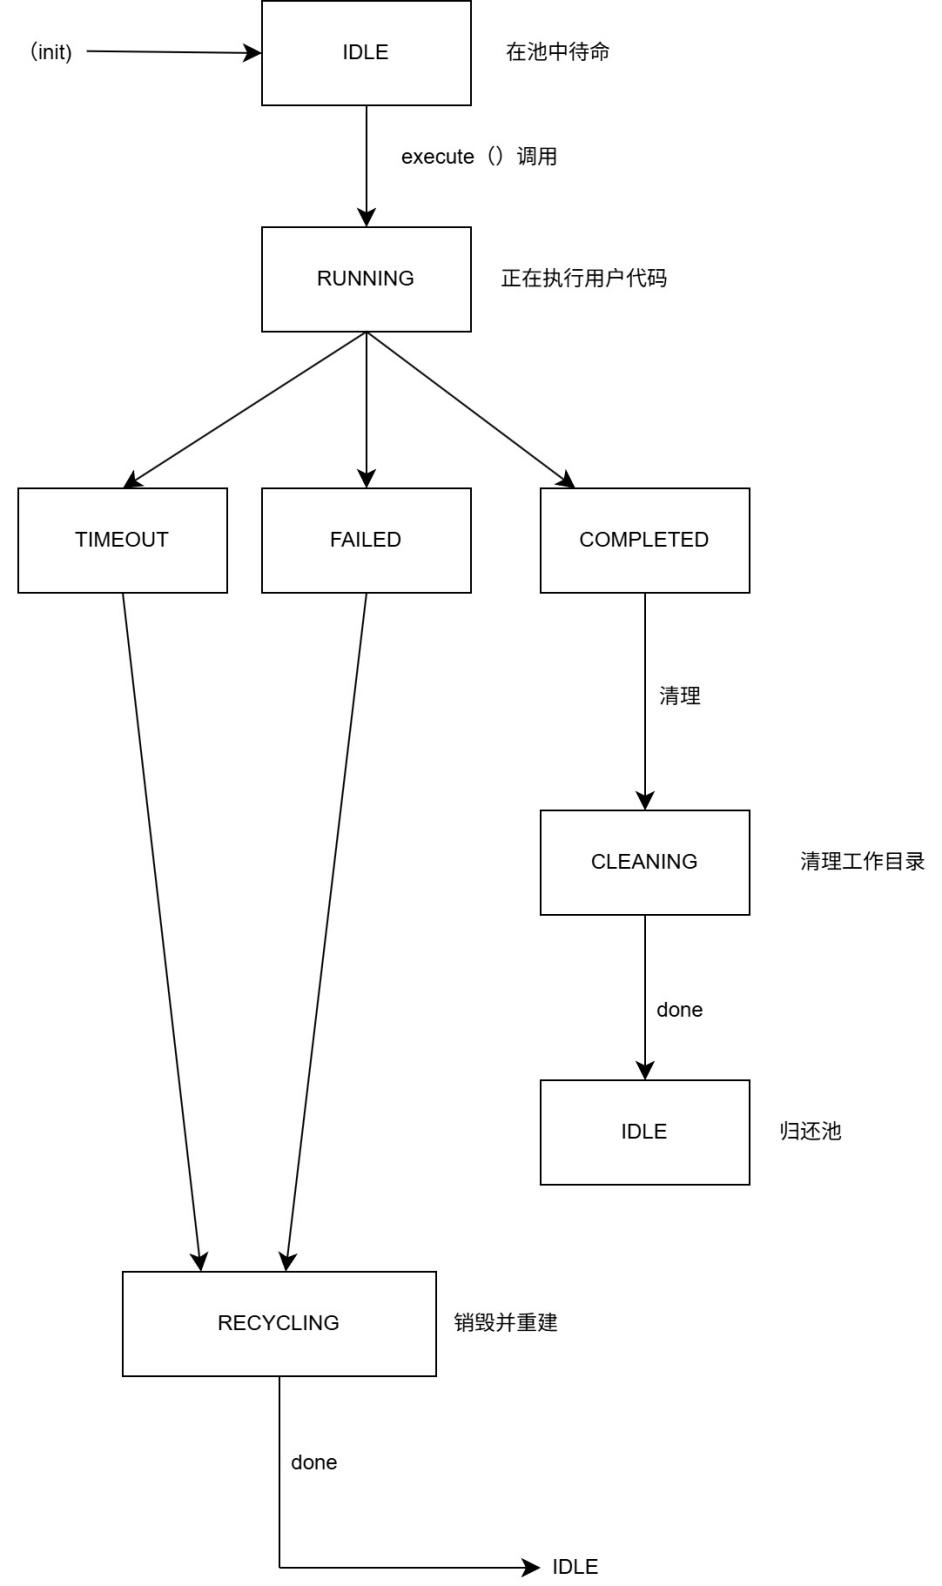 （init)
IDLE
在池中待命
execute（）调用
RUNNING
正在执行用户代码
TIMEOUT
FAILED
COMPLETED
清理
CLEANING
清理工作目录
done
IDLE
归还池
RECYCLING
销毁并重建
done
IDLE